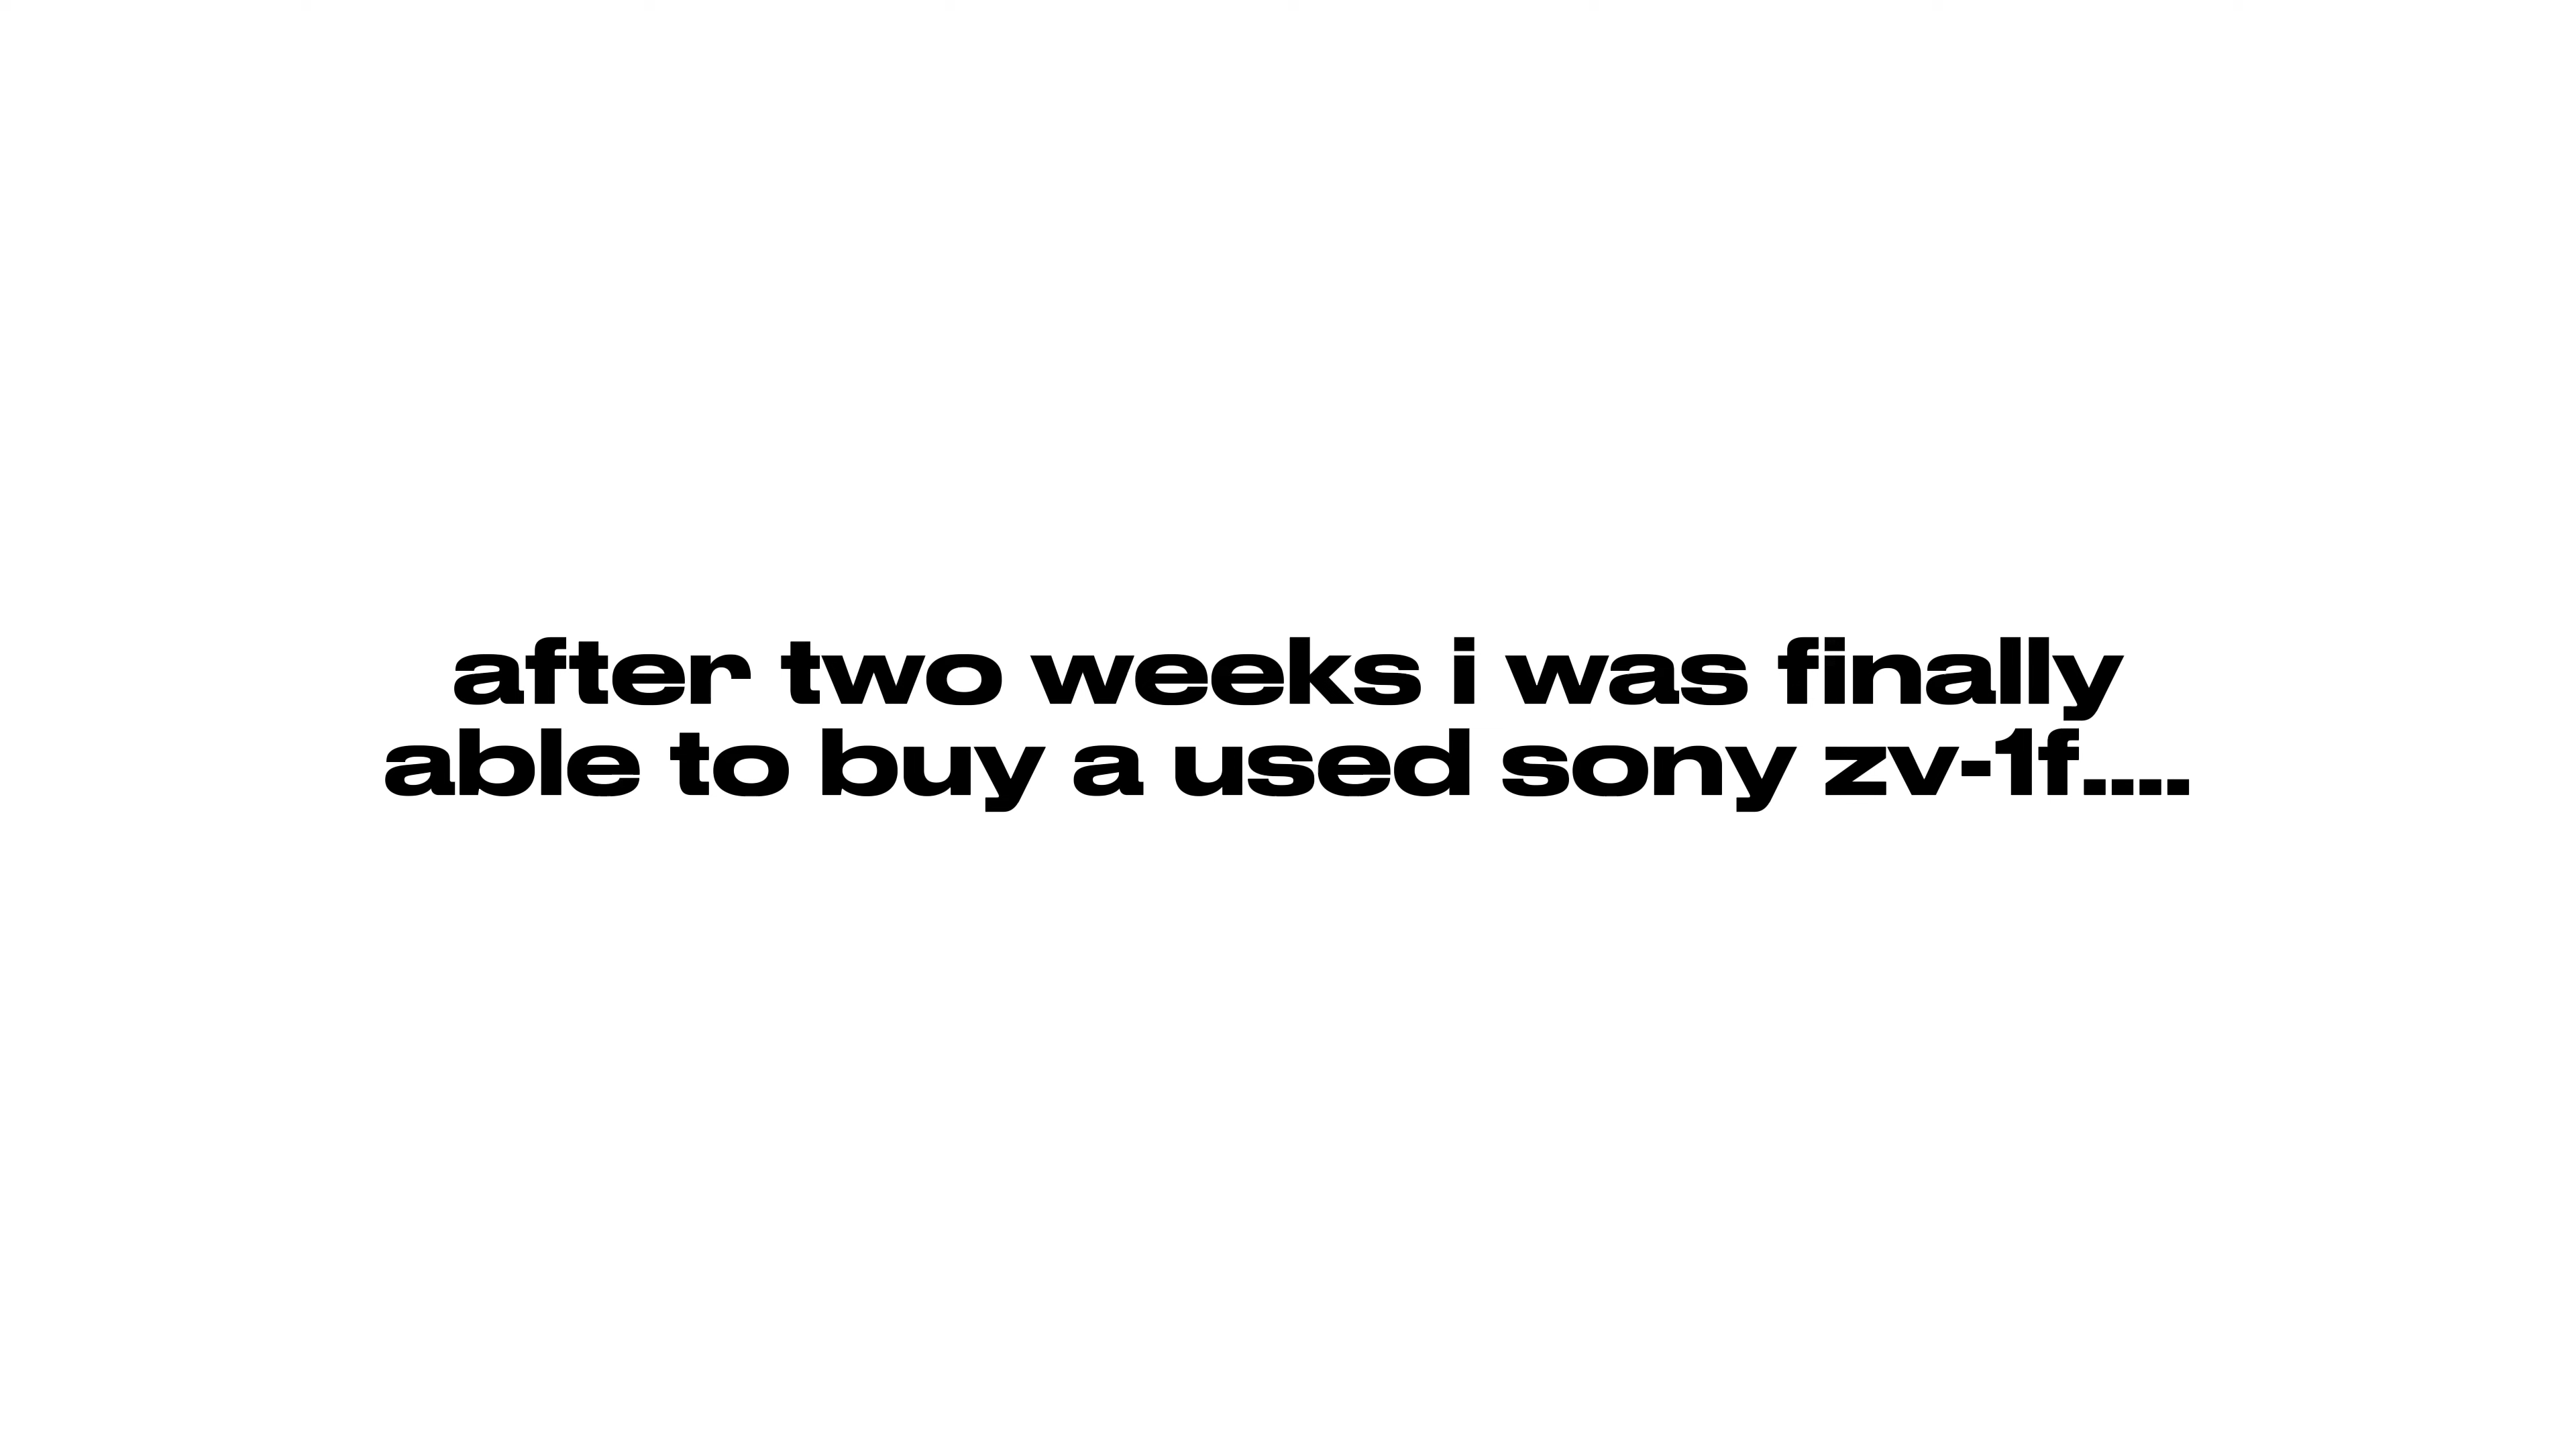 after two weeks i was finally
able to buy a used sony zv-1f....